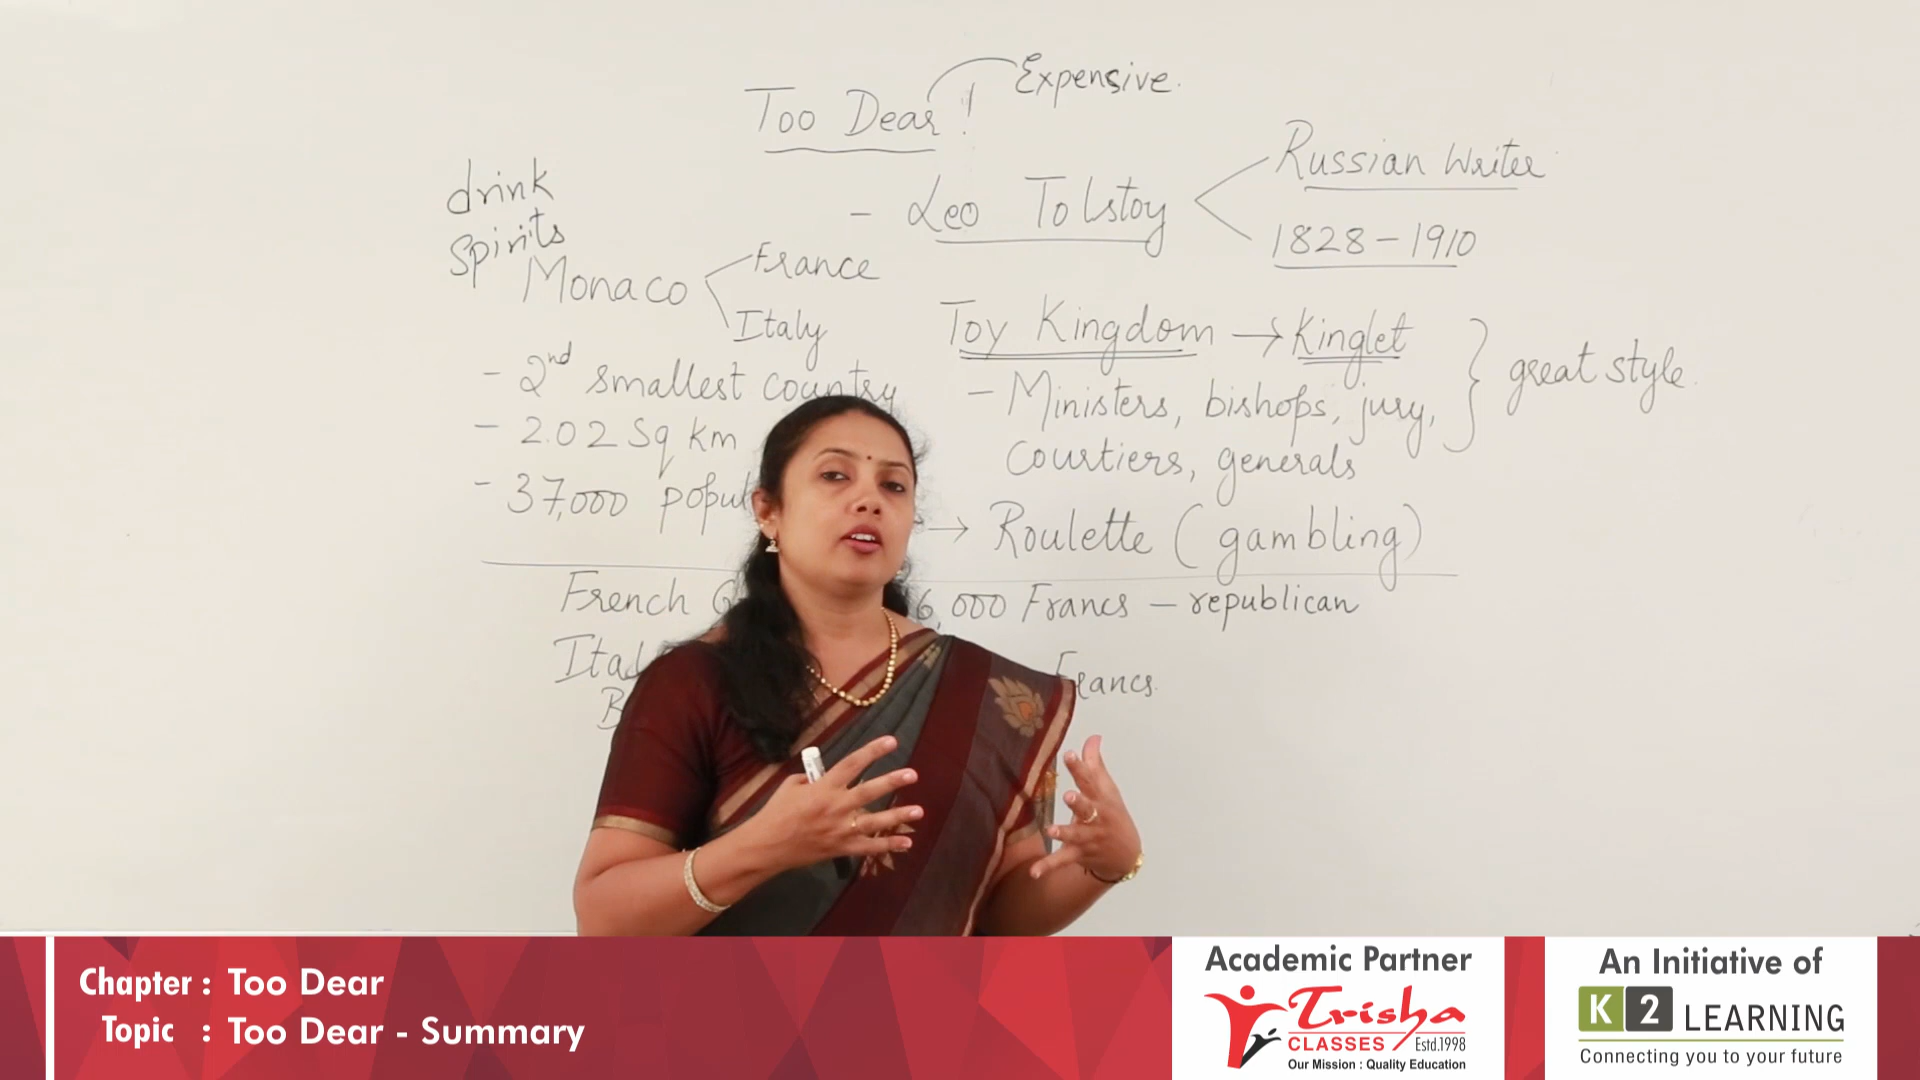 Too Dear! Expensive.
- Leo Tolstoy
Russian Writer
1828-1910
drink
spirits
Monaco
France
Italy
- 2nd smallest country
- 2.02 Sq km
- 37,000
Toy Kingdom → Kinglet
- Ministers, bishops, jury,
courtiers, generals
} great style
→ Roulette (gambling)
French 6,000 Francs - republican
Francs.
Chapter : Too Dear
Topic : Too Dear - Summary
Academic Partner
Trisha
CLASSES Estd.1998
Our Mission : Quality Education
An Initiative of
K2 LEARNING
Connecting you to your future